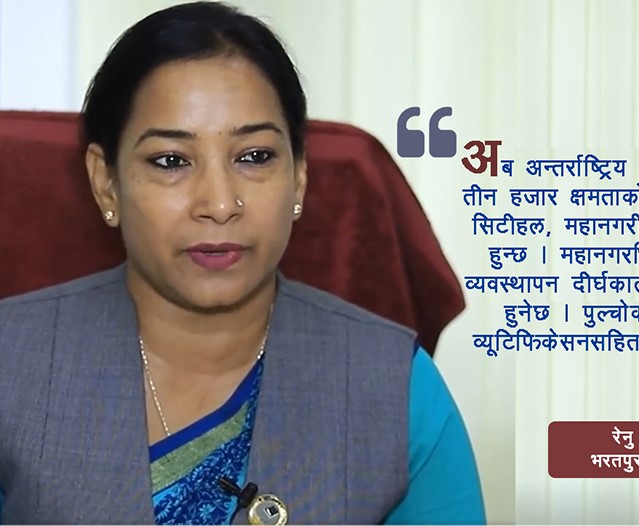 अब अन्तर्राष्ट्रिय
तीन हजार क्षमताको
सिटीहल, महानगरी
हुन्छ । महानगरि
व्यवस्थापन दीर्घकाल
हुनेछ । पुल्चोक
व्यूटिफिकेसनसहित
रेनु
भरतपुर